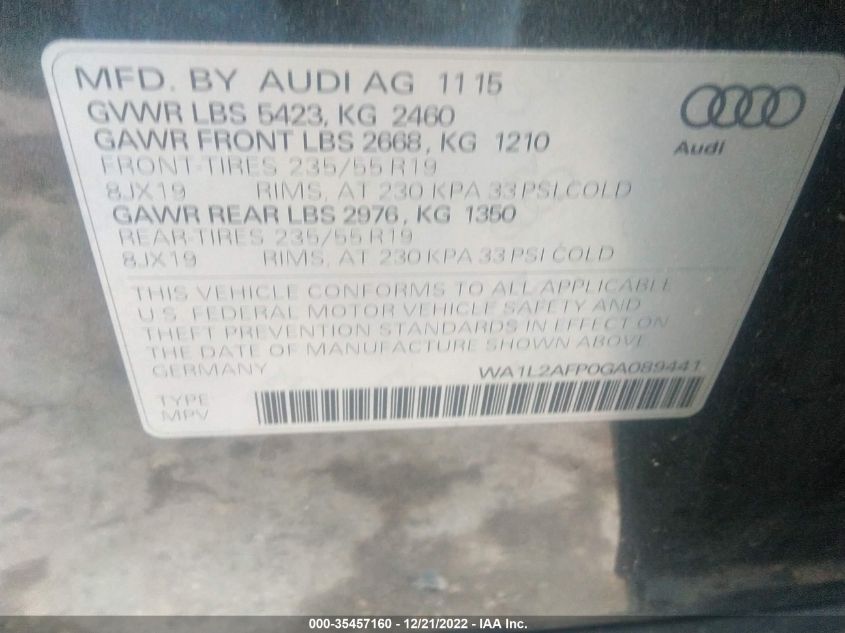 MFD. BY AUDI AG 11 15
GVWR LBS 5423, KG 2460
GAWR FRONT LBS 2668, KG 1210
FRONT-TIRES 235/55 R19
8JX19 RIMS, AT 230 KPA 33 PSI,COLD
GAWR REAR LBS 2976, KG 1350
REAR-TIRES 235/55 R19
8JX19 RIMS, AT 230 KPA 33 PSI COLD
Audi
THIS VEHICLE CONFORMS TO ALL APPLICABLE
U.S. FEDERAL MOTOR VEHICLE SAFETY AND
THEFT PREVENTION STANDARDS IN EFFECT ON
THE DATE OF MANUFACTURE SHOWN ABOVE
GERMANY WA1L2AFP0GA089441
TYPE
MPV
000-35457160 - 12/21/2022 - IAA Inc.